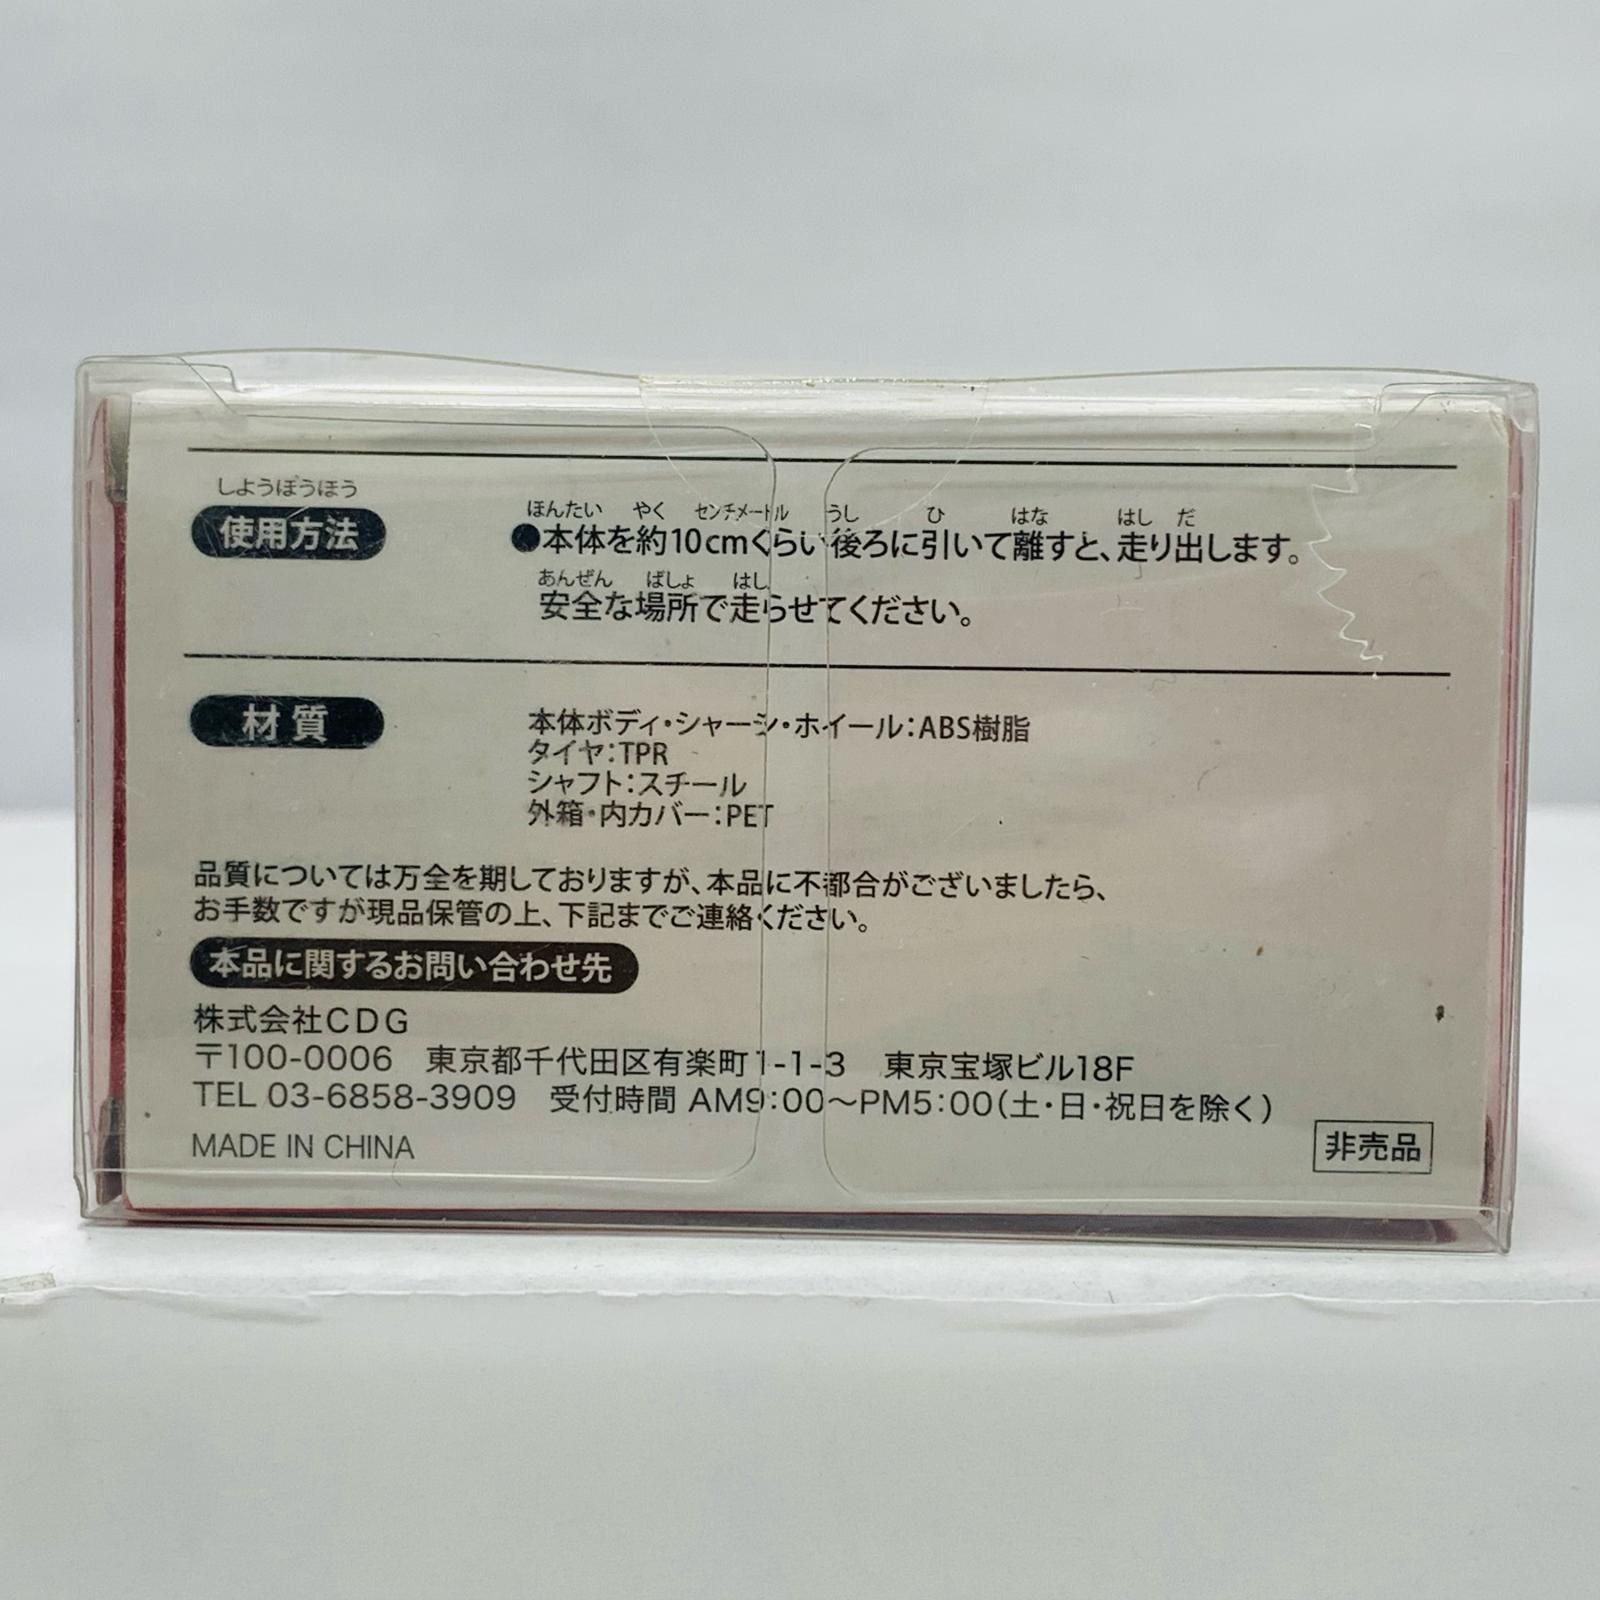 しようぼうほう
使用方法
ほんたい やく センチメートル うし ひ はな はし だ
●本体を約10cmくらい後ろに引いて離すと、走り出します。
あんぜん ばしょ はし
安全な場所で走らせてください。
材質
本体ボディ・シャーシ・ホイール：ABS樹脂
タイヤ：TPR
シャフト：スチール
外箱・内カバー：PET
品質については万全を期しておりますが、本品に不都合がございましたら、
お手数ですが現品保管の上、下記までご連絡ください。
本品に関するお問い合わせ先
株式会社CDG
〒100-0006 東京都千代田区有楽町1-1-3 東京宝塚ビル18F
TEL 03-6858-3909 受付時間 AM9：00～PM5：00（土・日・祝日を除く）
MADE IN CHINA
非売品